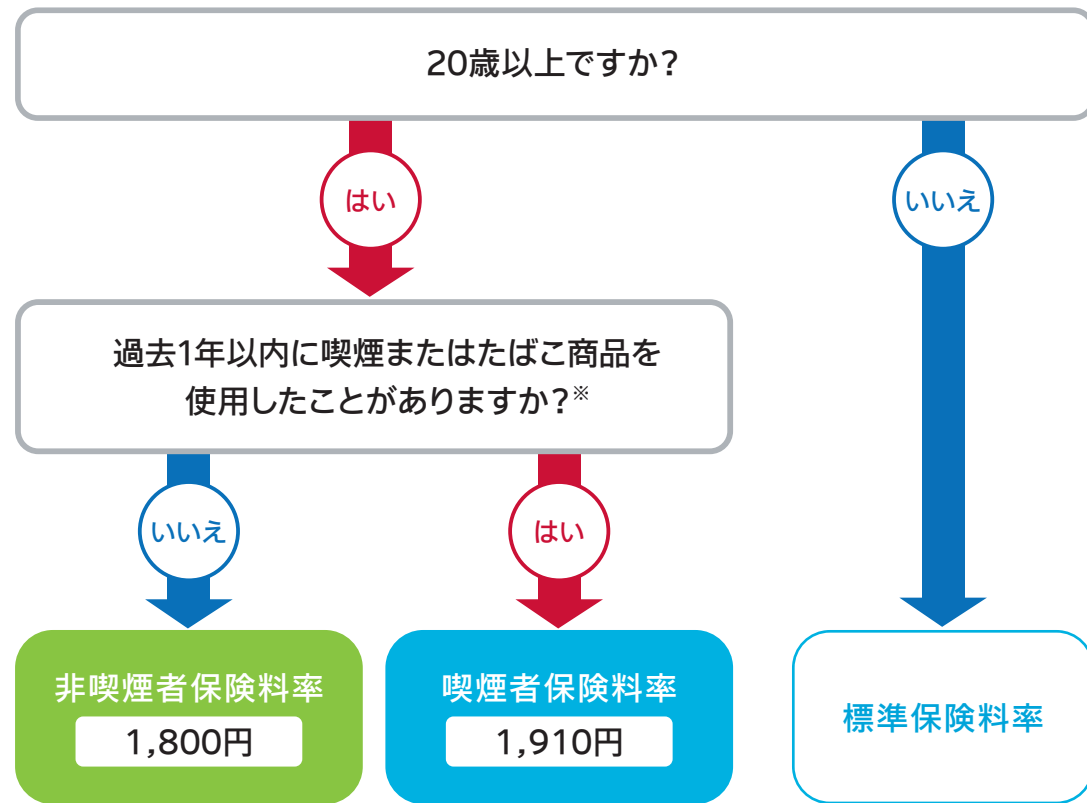 20歳以上ですか？
はい
いいえ
過去1年以内に喫煙またはたばこ商品を
使用したことがありますか？※
いいえ
はい
非喫煙者保険料率
1,800円
喫煙者保険料率
1,910円
標準保険料率